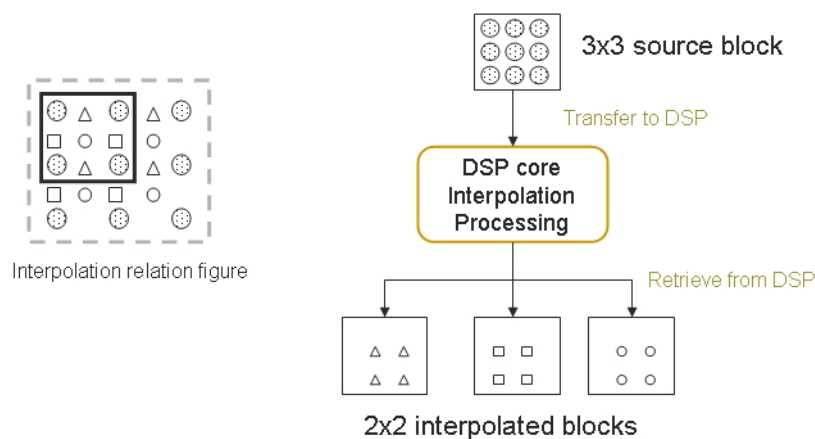 3x3 source block
Transfer to DSP
DSP core
Interpolation
Processing
Interpolation relation figure
Retrieve from DSP
2x2 interpolated blocks